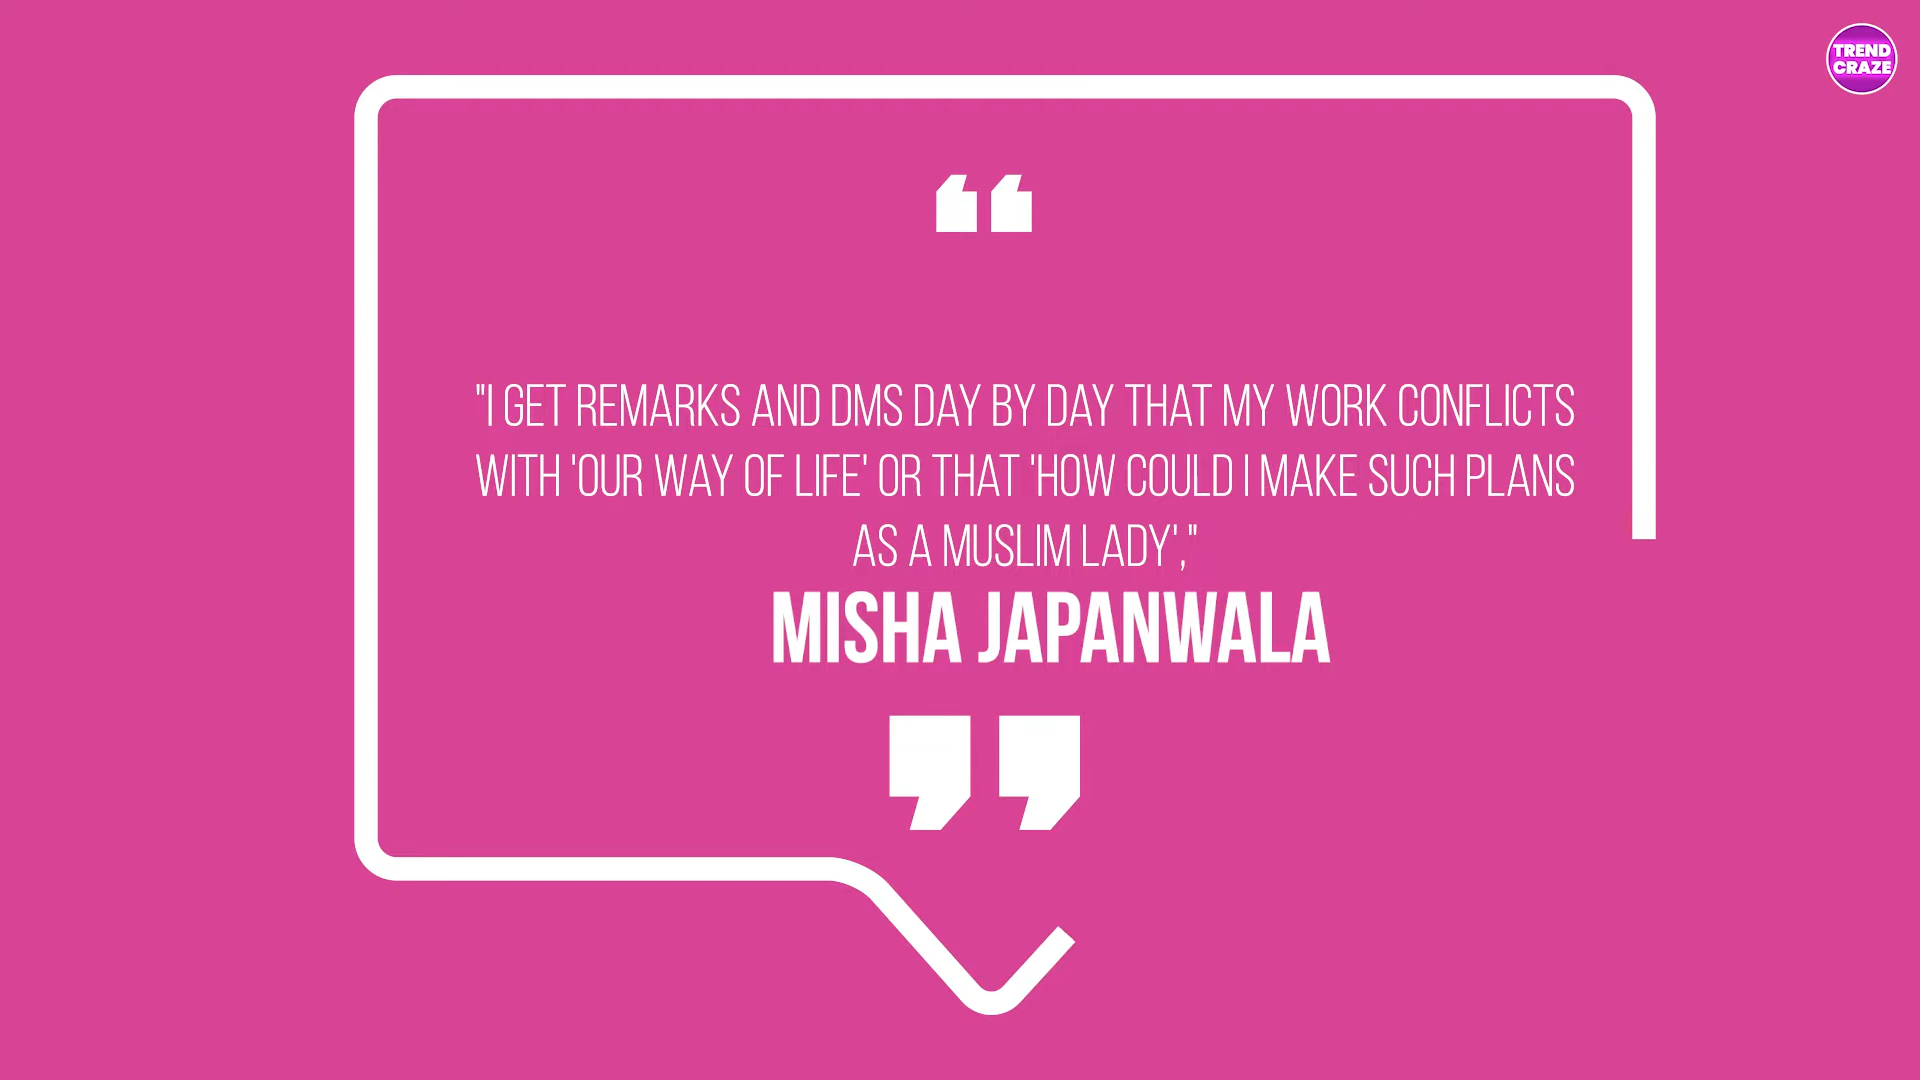 TREND
CRAZE
"I GET REMARKS AND DMS DAY BY DAY THAT MY WORK CONFLICTS
WITH 'OUR WAY OF LIFE' OR THAT 'HOW COULD I MAKE SUCH PLANS
AS A MUSLIM LADY',"
MISHA JAPANWALA